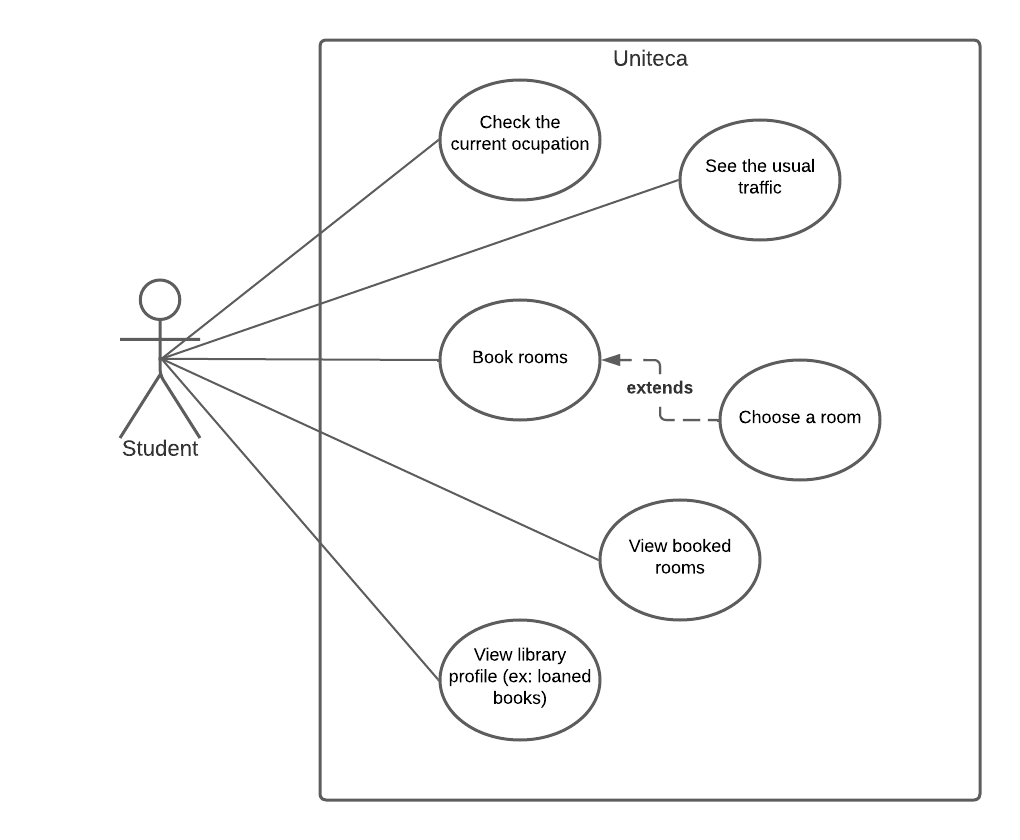 Uniteca
Check the
current ocupation
See the usual
traffic
Book rooms
extends
Choose a room
Student
View booked
rooms
View library
profile (ex: loaned
books)